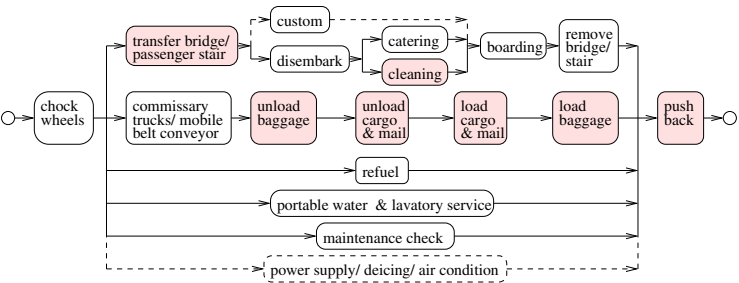 custom
transfer bridge/
passenger stair
disembark
catering
cleaning
boarding
remove
bridge/
stair
chock
wheels
commissary
trucks/ mobile
belt conveyor
unload
baggage
unload
cargo
& mail
load
cargo
& mail
load
baggage
push
back
refuel
portable water & lavatory service
maintenance check
power supply/ deicing/ air condition